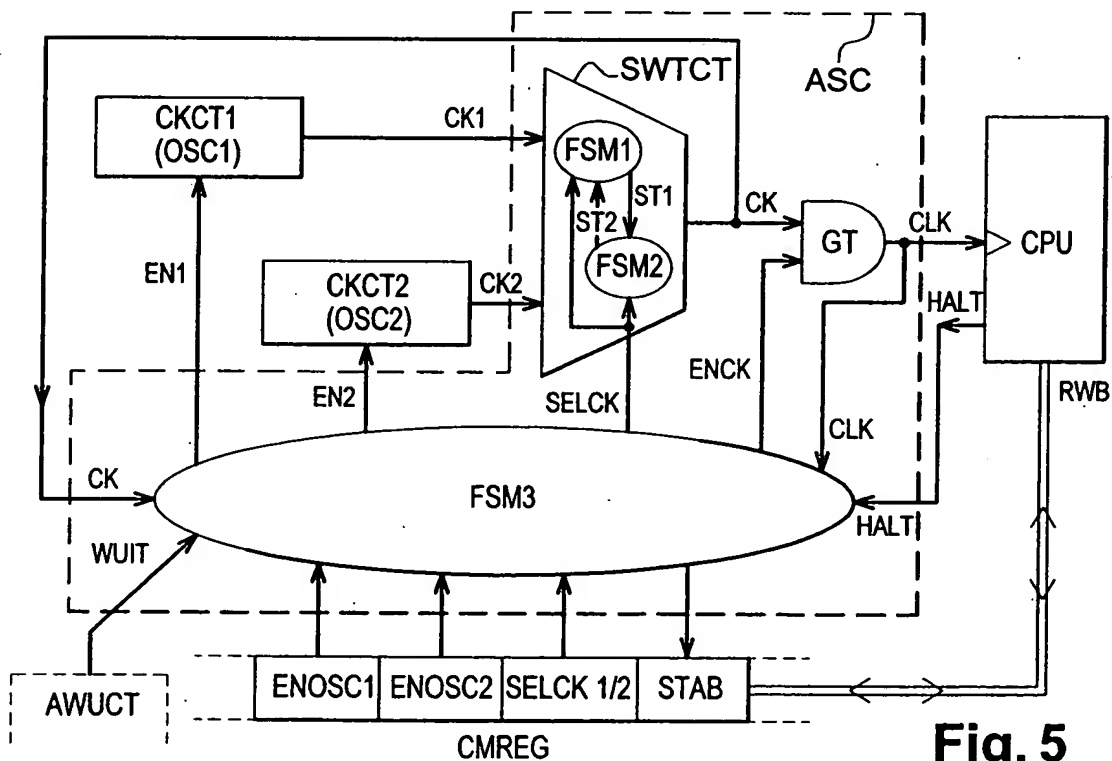 SWTCT
ASC
CKCT1
(OSC1)
CK1
FSM1
ST1
ST2
FSM2
CK
GT
CLK
CPU
HALT
EN1
CKCT2
(OSC2)
CK2
ENCK
EN2
SELCK
CLK
RWB
CK
FSM3
HALT
WUIT
AWUCT
ENOSC1
ENOSC2
SELCK 1/2
STAB
CMREG
Fig. 5